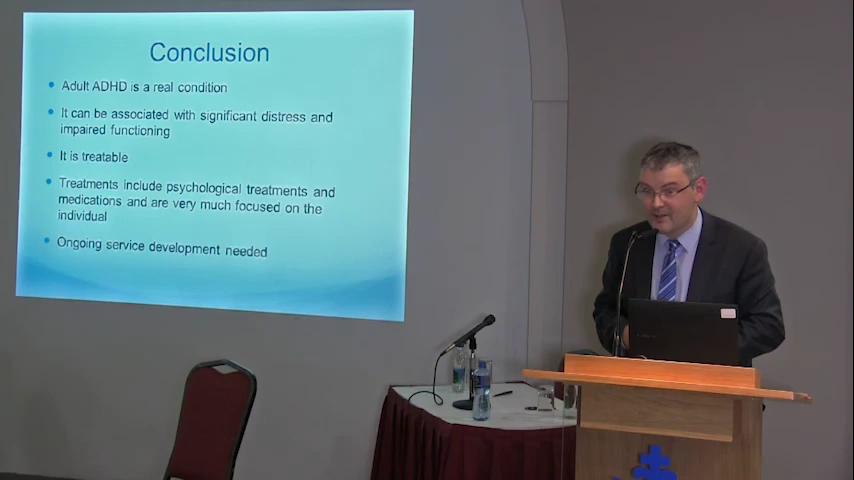 Conclusion
Adult ADHD is a real condition
It can be associated with significant distress and
impaired functioning
It is treatable
Treatments include psychological treatments and
medications and are very much focused on the
individual
Ongoing service development needed